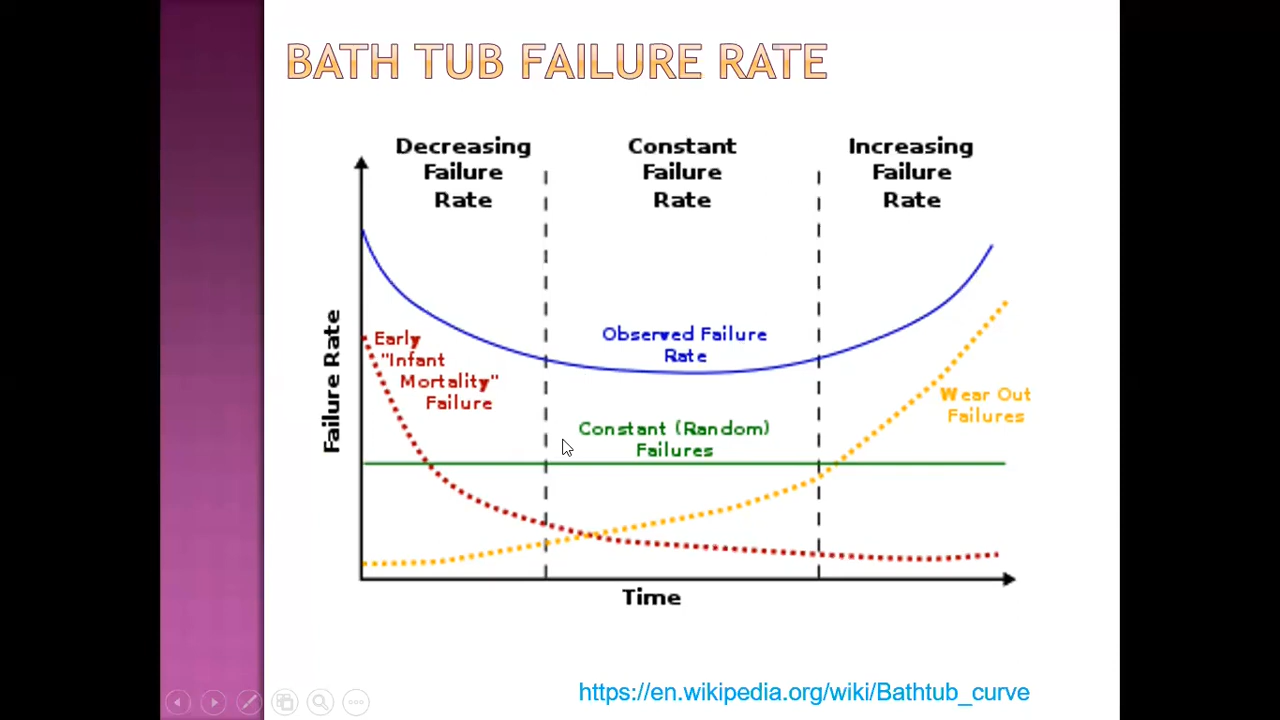 BATH TUB FAILURE RATE
Decreasing
Failure
Rate
Constant
Failure
Rate
Increasing
Failure
Rate
Failure Rate
Observed Failure
Rate
Early
"Infant
Mortality"
Failure
Constant (Random)
Failures
Wear Out
Failures
Time
https://en.wikipedia.org/wiki/Bathtub_curve